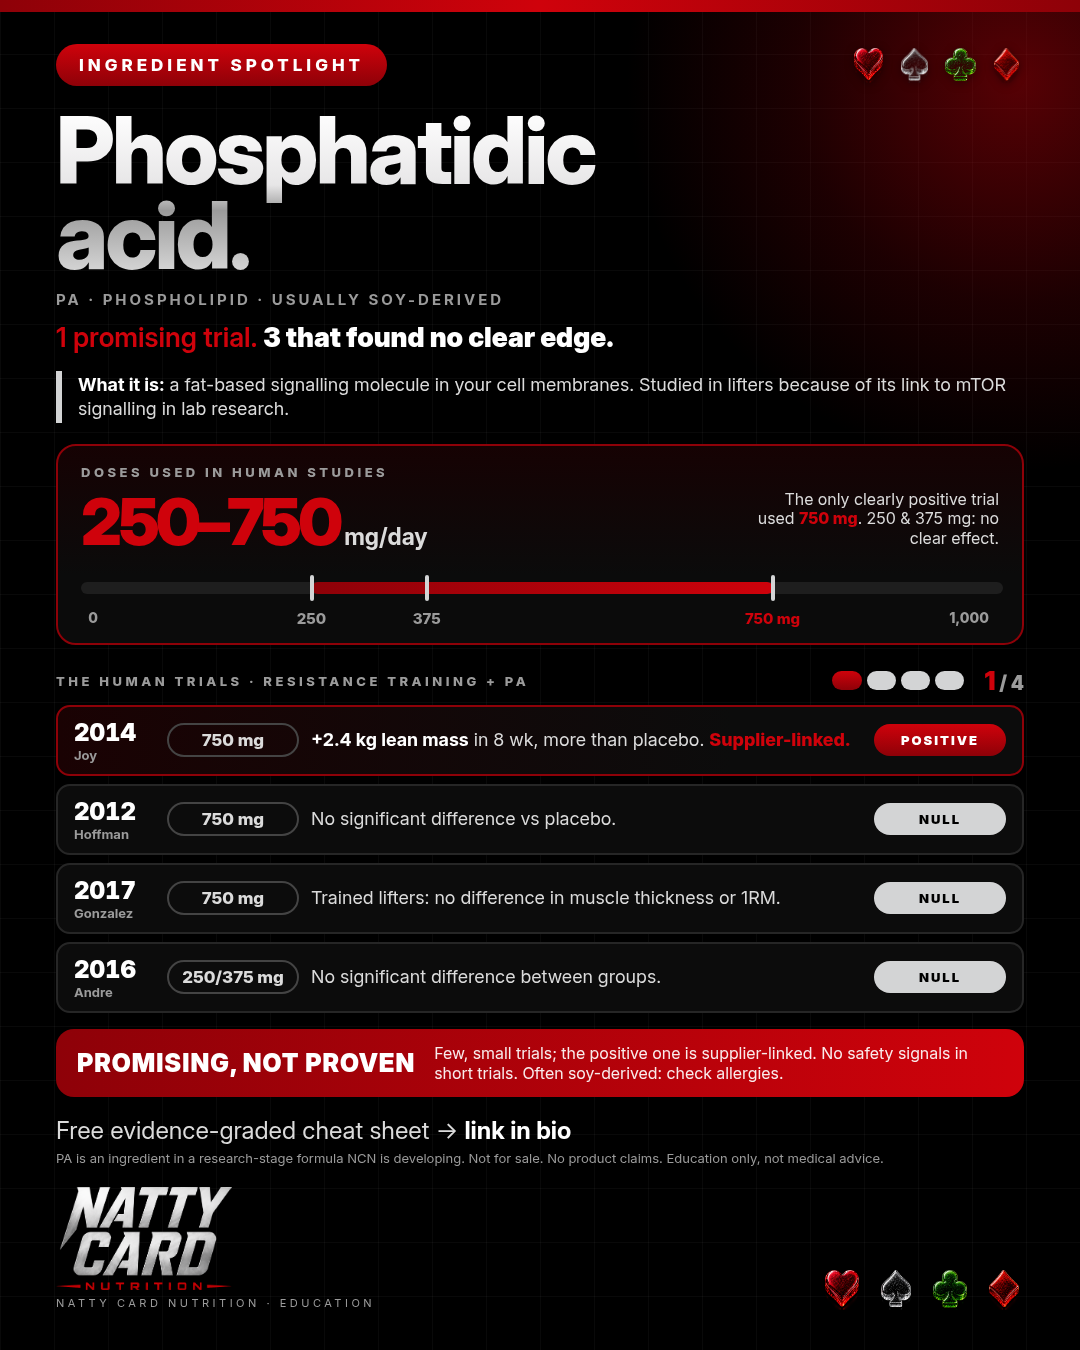 INGREDIENT SPOTLIGHT
Phosphatidic
acid.
PA · PHOSPHOLIPID · USUALLY SOY-DERIVED
1 promising trial. 3 that found no clear edge.
What it is: a fat-based signalling molecule in your cell membranes. Studied in lifters because of its link to mTOR
signalling in lab research.
DOSES USED IN HUMAN STUDIES
250–750 mg/day
The only clearly positive trial
used 750 mg. 250 & 375 mg: no
clear effect.
0 250 375 750 mg 1,000
THE HUMAN TRIALS · RESISTANCE TRAINING + PA 1/4
2014
Joy
750 mg
+2.4 kg lean mass in 8 wk, more than placebo. Supplier-linked.
POSITIVE
2012
Hoffman
750 mg
No significant difference vs placebo.
NULL
2017
Gonzalez
750 mg
Trained lifters: no difference in muscle thickness or 1RM.
NULL
2016
Andre
250/375 mg
No significant difference between groups.
NULL
PROMISING, NOT PROVEN
Few, small trials; the positive one is supplier-linked. No safety signals in
short trials. Often soy-derived: check allergies.
Free evidence-graded cheat sheet → link in bio
PA is an ingredient in a research-stage formula NCN is developing. Not for sale. No product claims. Education only, not medical advice.
NATTY
CARD
NUTRITION
NATTY CARD NUTRITION · EDUCATION